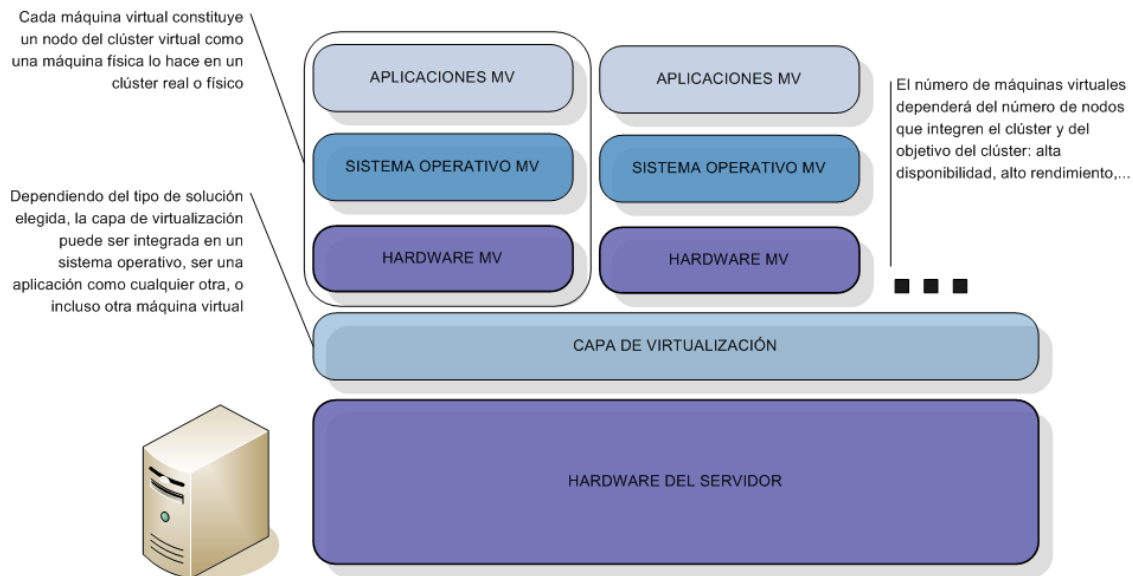 Cada máquina virtual constituye
un nodo del clúster virtual como
una máquina física lo hace en un
clúster real o físico
APLICACIONES MV
APLICACIONES MV
El número de máquinas virtuales
dependerá del número de nodos
que integren el clúster y del
objetivo del clúster: alta
disponibilidad, alto rendimiento,...
SISTEMA OPERATIVO MV
SISTEMA OPERATIVO MV
Dependiendo del tipo de solución
elegida, la capa de virtualización
puede ser integrada en un
sistema operativo, ser una
aplicación como cualquier otra, o
incluso otra máquina virtual
HARDWARE MV
HARDWARE MV
CAPA DE VIRTUALIZACIÓN
HARDWARE DEL SERVIDOR